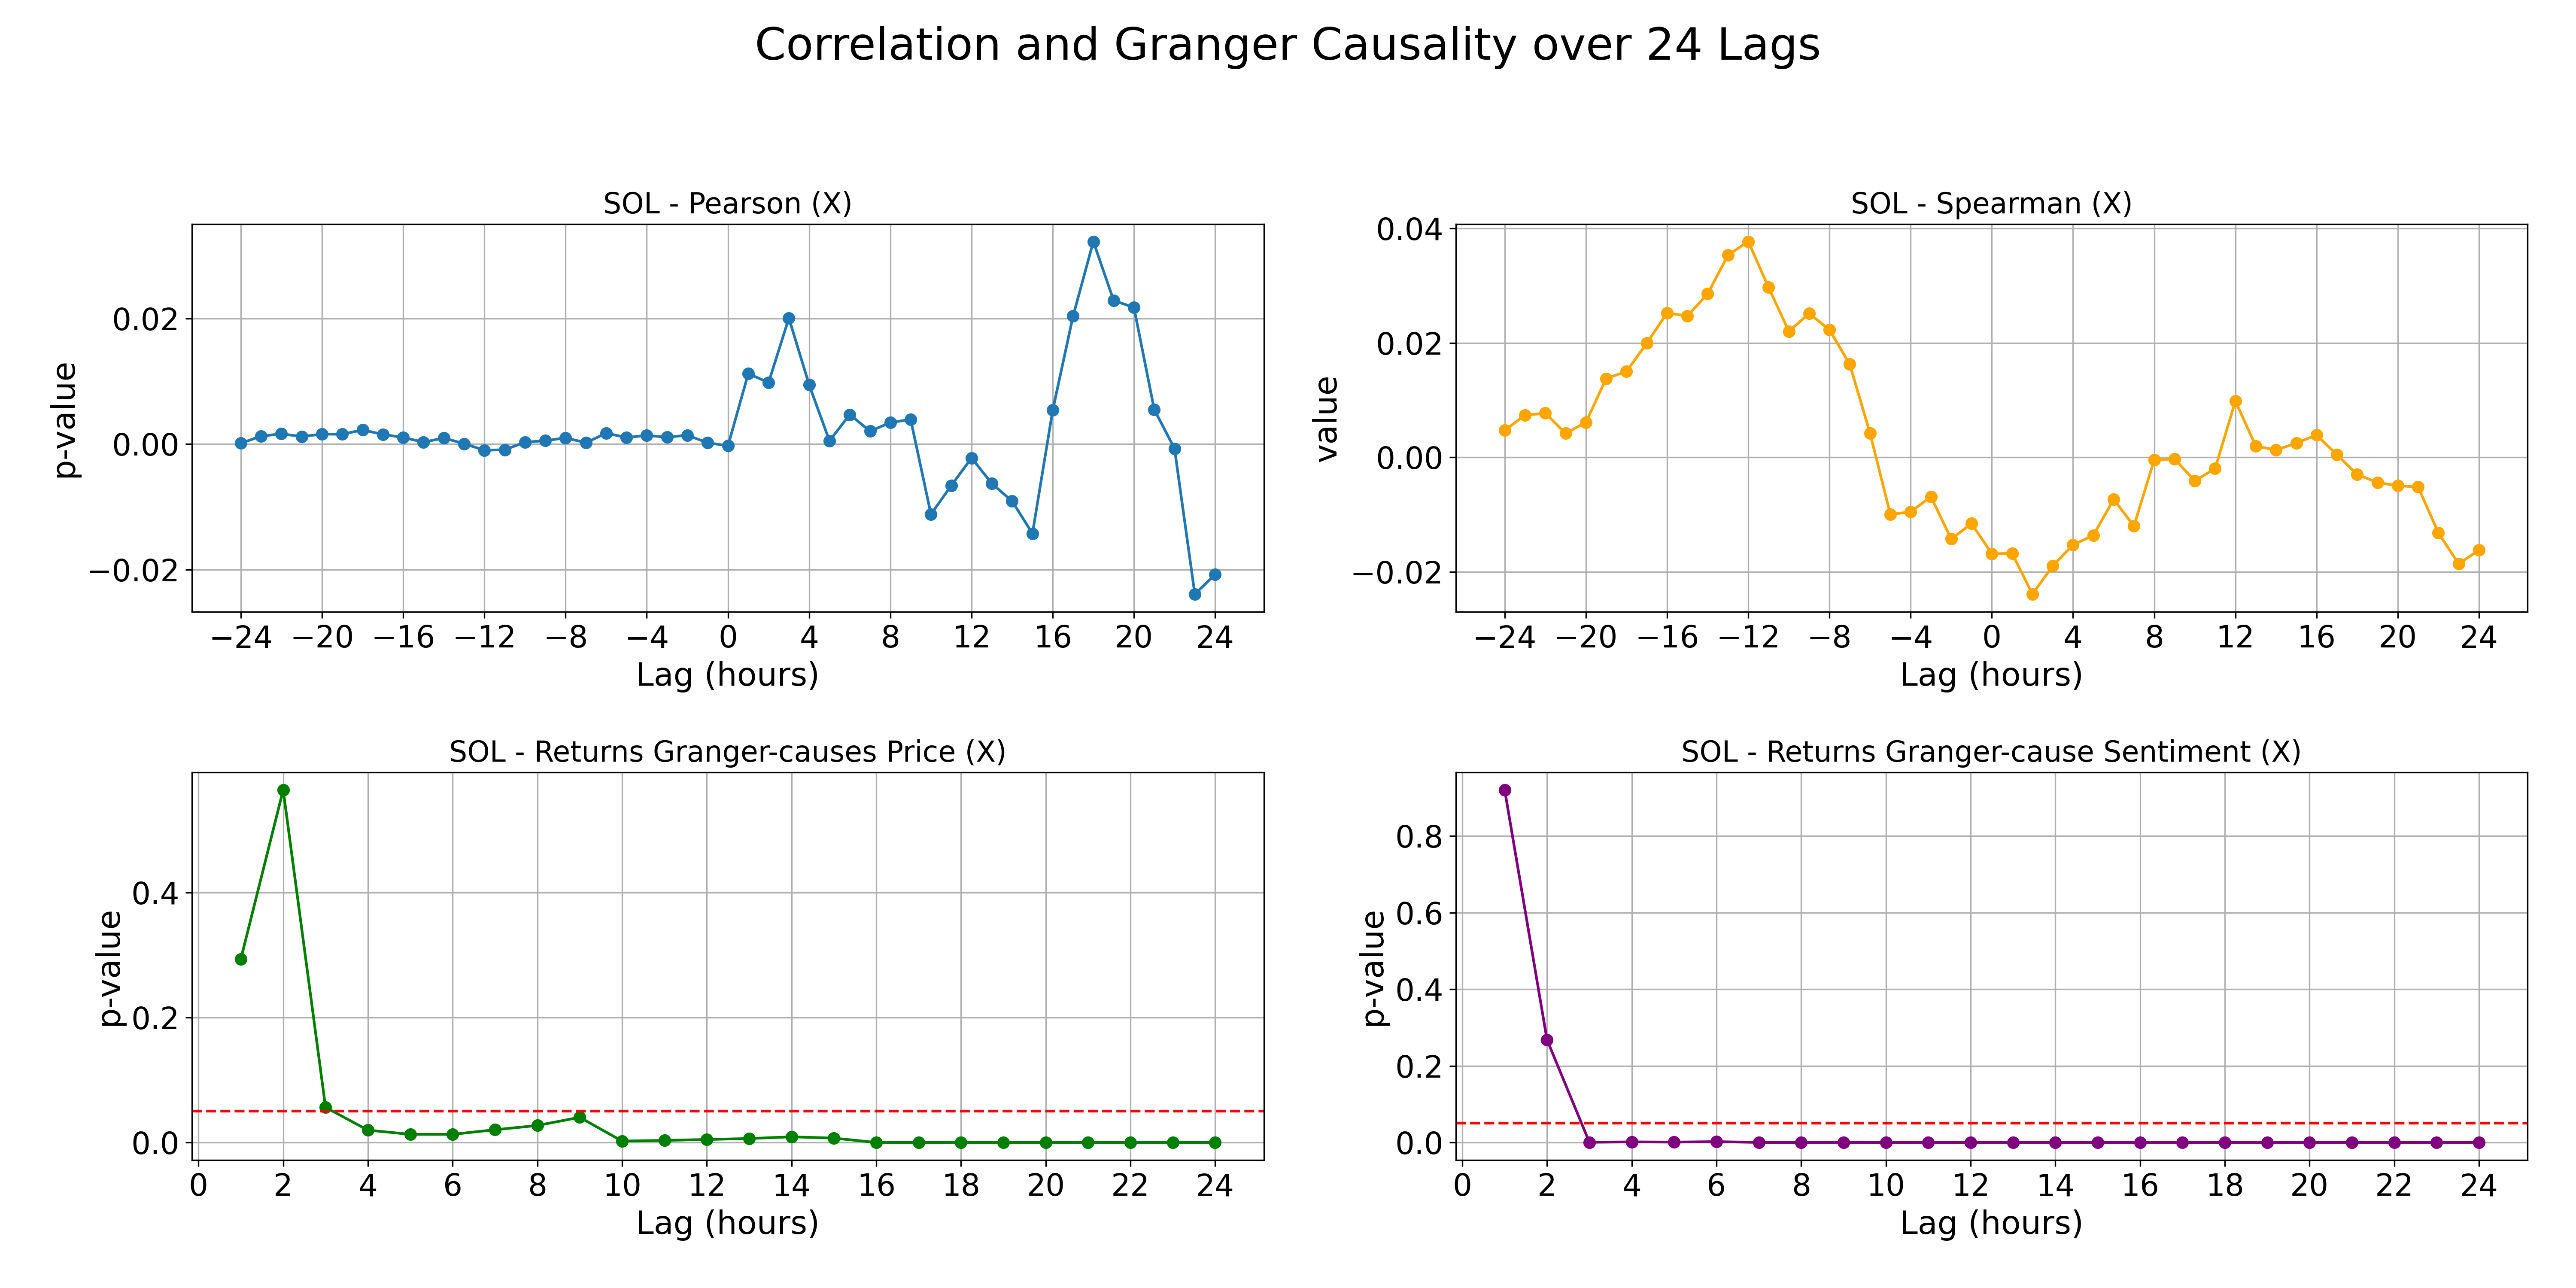 Correlation and Granger Causality over 24 Lags
SOL - Pearson (X)
p-value
0.02
0.00
−0.02
−24 −20 −16 −12 −8 −4 0 4 8 12 16 20 24
Lag (hours)
SOL - Spearman (X)
value
0.04
0.02
0.00
−0.02
−24 −20 −16 −12 −8 −4 0 4 8 12 16 20 24
Lag (hours)
SOL - Returns Granger-causes Price (X)
p-value
0.4
0.2
0.0
0 2 4 6 8 10 12 14 16 18 20 22 24
Lag (hours)
SOL - Returns Granger-cause Sentiment (X)
p-value
0.8
0.6
0.4
0.2
0.0
0 2 4 6 8 10 12 14 16 18 20 22 24
Lag (hours)